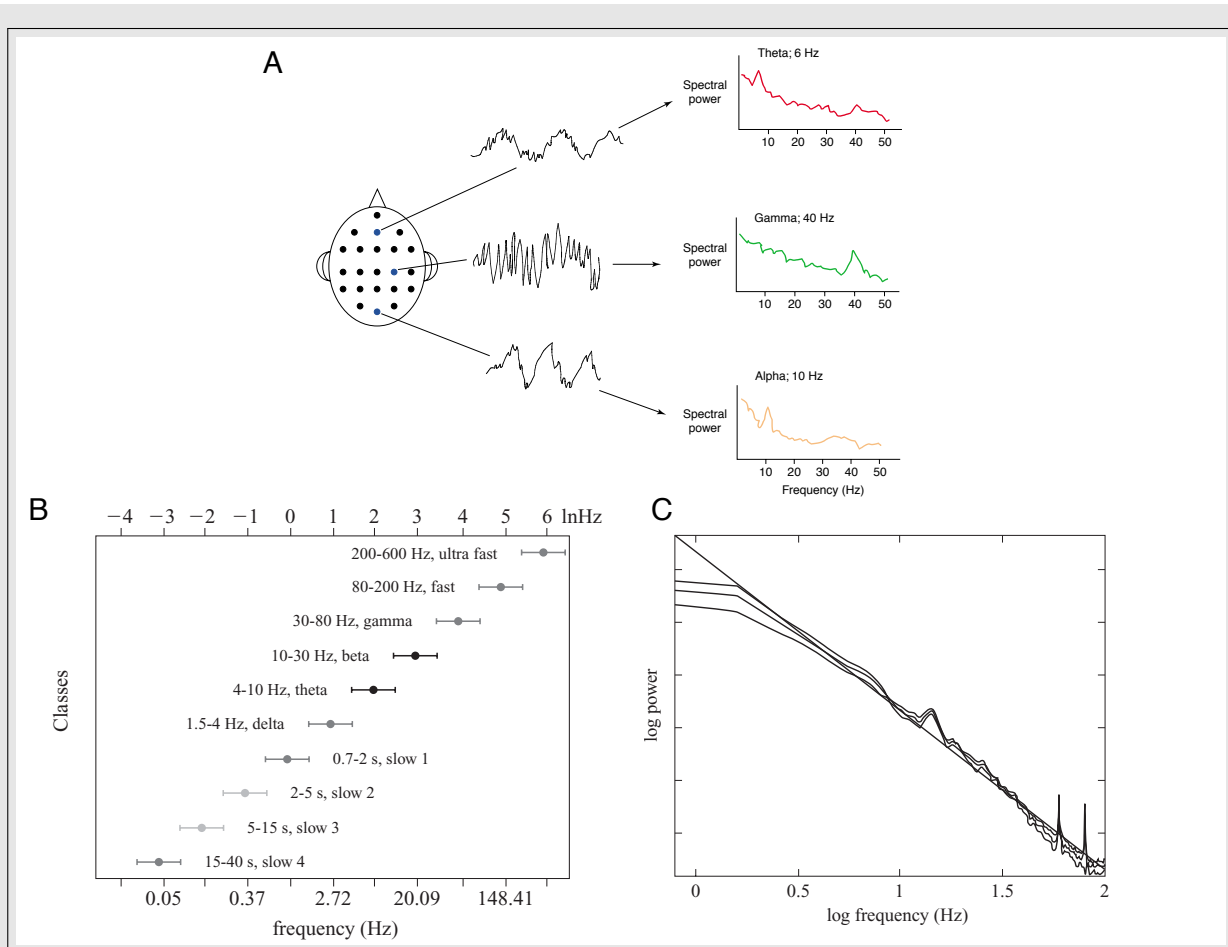 A
Theta; 6 Hz
Spectral
power
10 20 30 40 50
Gamma; 40 Hz
Spectral
power
10 20 30 40 50
Alpha; 10 Hz
Spectral
power
10 20 30 40 50
Frequency (Hz)
B
−4 −3 −2 −1 0 1 2 3 4 5 6 lnHz
Classes
200-600 Hz, ultra fast
80-200 Hz, fast
30-80 Hz, gamma
10-30 Hz, beta
4-10 Hz, theta
1.5-4 Hz, delta
0.7-2 s, slow 1
2-5 s, slow 2
5-15 s, slow 3
15-40 s, slow 4
0.05 0.37 2.72 20.09 148.41
frequency (Hz)
C
log power
0 0.5 1 1.5 2
log frequency (Hz)